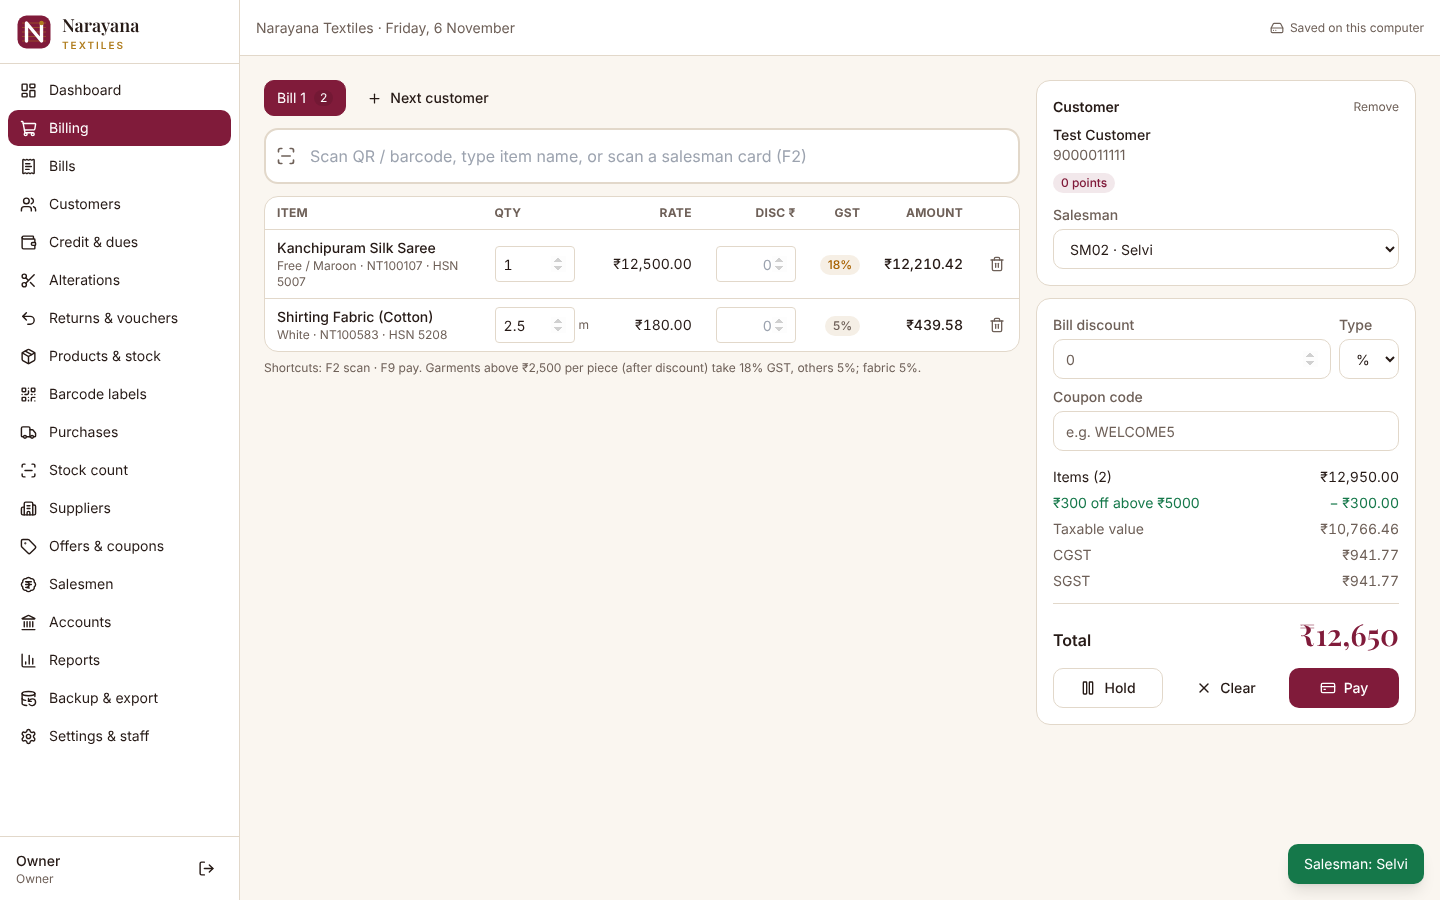 Narayana
TEXTILES
Dashboard
Billing
Bills
Customers
Credit & dues
Alterations
Returns & vouchers
Products & stock
Barcode labels
Purchases
Stock count
Suppliers
Offers & coupons
Salesmen
Accounts
Reports
Backup & export
Settings & staff
Owner
Owner
Narayana Textiles · Friday, 6 November
Saved on this computer
Bill 1 2
Next customer
Scan QR / barcode, type item name, or scan a salesman card (F2)
ITEM QTY RATE DISC ₹ GST AMOUNT
Kanchipuram Silk Saree
Free / Maroon · NT100107 · HSN
5007
1 ₹12,500.00 0 18% ₹12,210.42
Shirting Fabric (Cotton)
White · NT100583 · HSN 5208
2.5 m ₹180.00 0 5% ₹439.58
Shortcuts: F2 scan · F9 pay. Garments above ₹2,500 per piece (after discount) take 18% GST, others 5%; fabric 5%.
Customer Remove
Test Customer
9000011111
0 points
Salesman
SM02 · Selvi
Bill discount Type
0 %
Coupon code
e.g. WELCOME5
Items (2) ₹12,950.00
₹300 off above ₹5000 – ₹300.00
Taxable value ₹10,766.46
CGST ₹941.77
SGST ₹941.77
Total ₹12,650
Hold Clear Pay
Salesman: Selvi